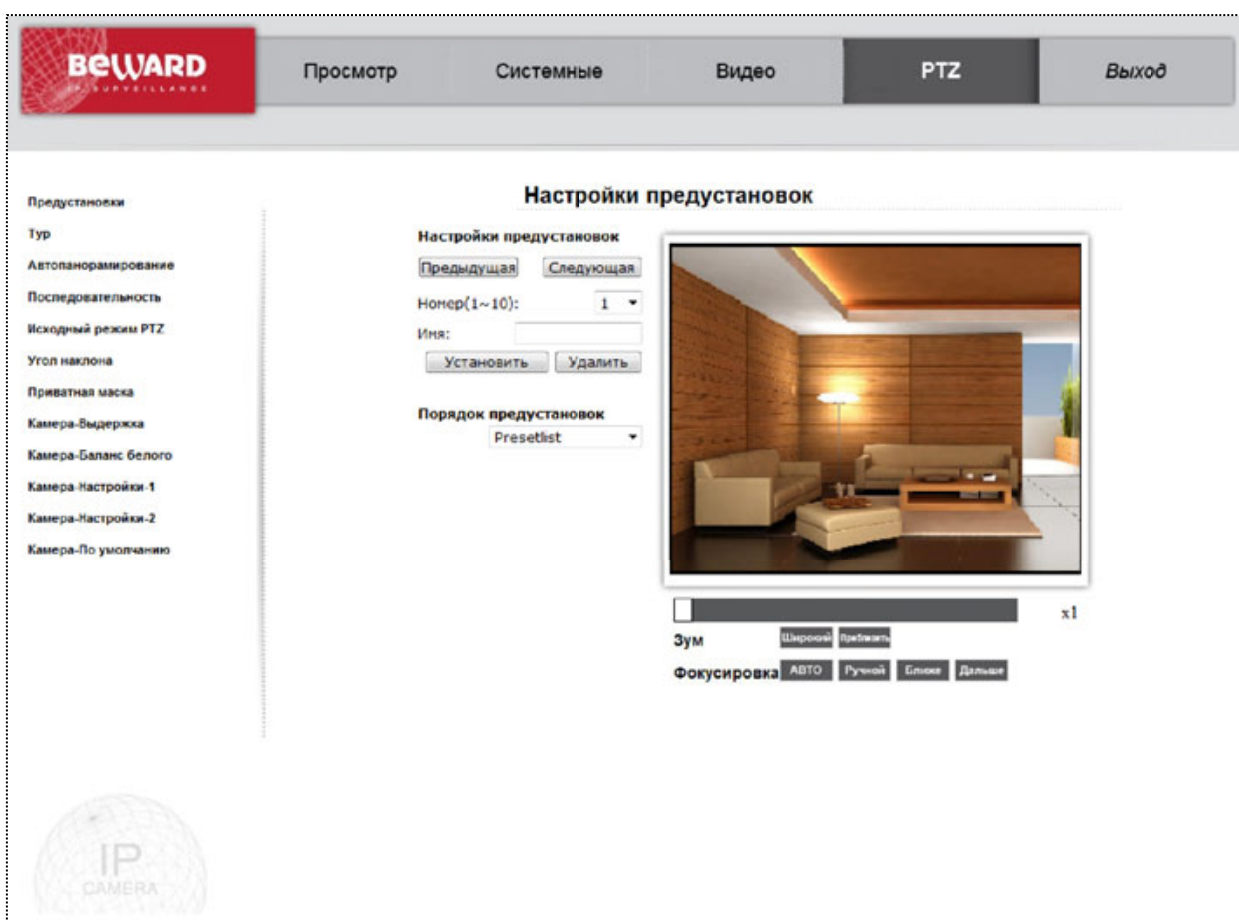 BEWARD
IP SURVEILLANCE
Просмотр
Системные
Видео
PTZ
Выход
Предустановки
Тур
Автопанорамирование
Последовательность
Исходный режим PTZ
Угол наклона
Приватная маска
Камера-Выдержка
Камера-Баланс белого
Камера-Настройки-1
Камера-Настройки-2
Камера-По умолчанию
Настройки предустановок
Настройки предустановок
Предыдущая Следующая
Номер(1~10): 1
Имя:
Установить Удалить
Порядок предустановок
Presetlist
x1
Зум Широкий Приблизить
Фокусировка АВТО Ручной Ближе Дальше
IP
CAMERA